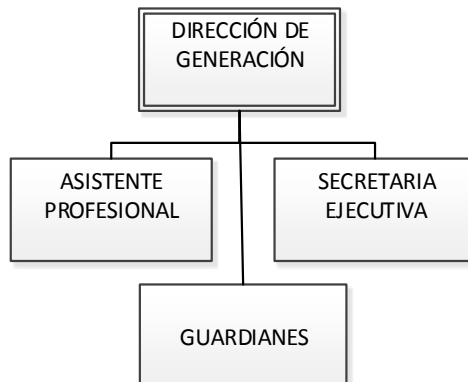 DIRECCIÓN DE
GENERACIÓN
ASISTENTE
PROFESIONAL
SECRETARIA
EJECUTIVA
GUARDIANES